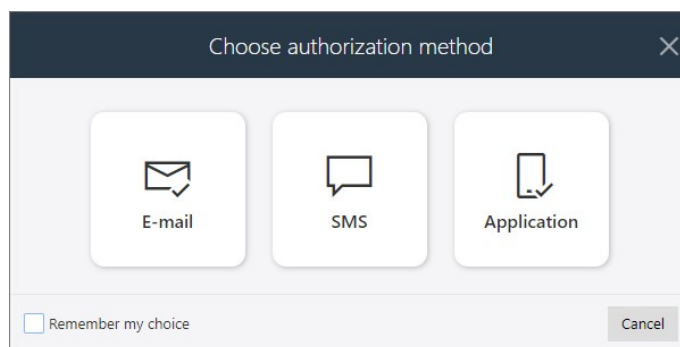 Choose authorization method
E-mail SMS Application
Remember my choice Cancel